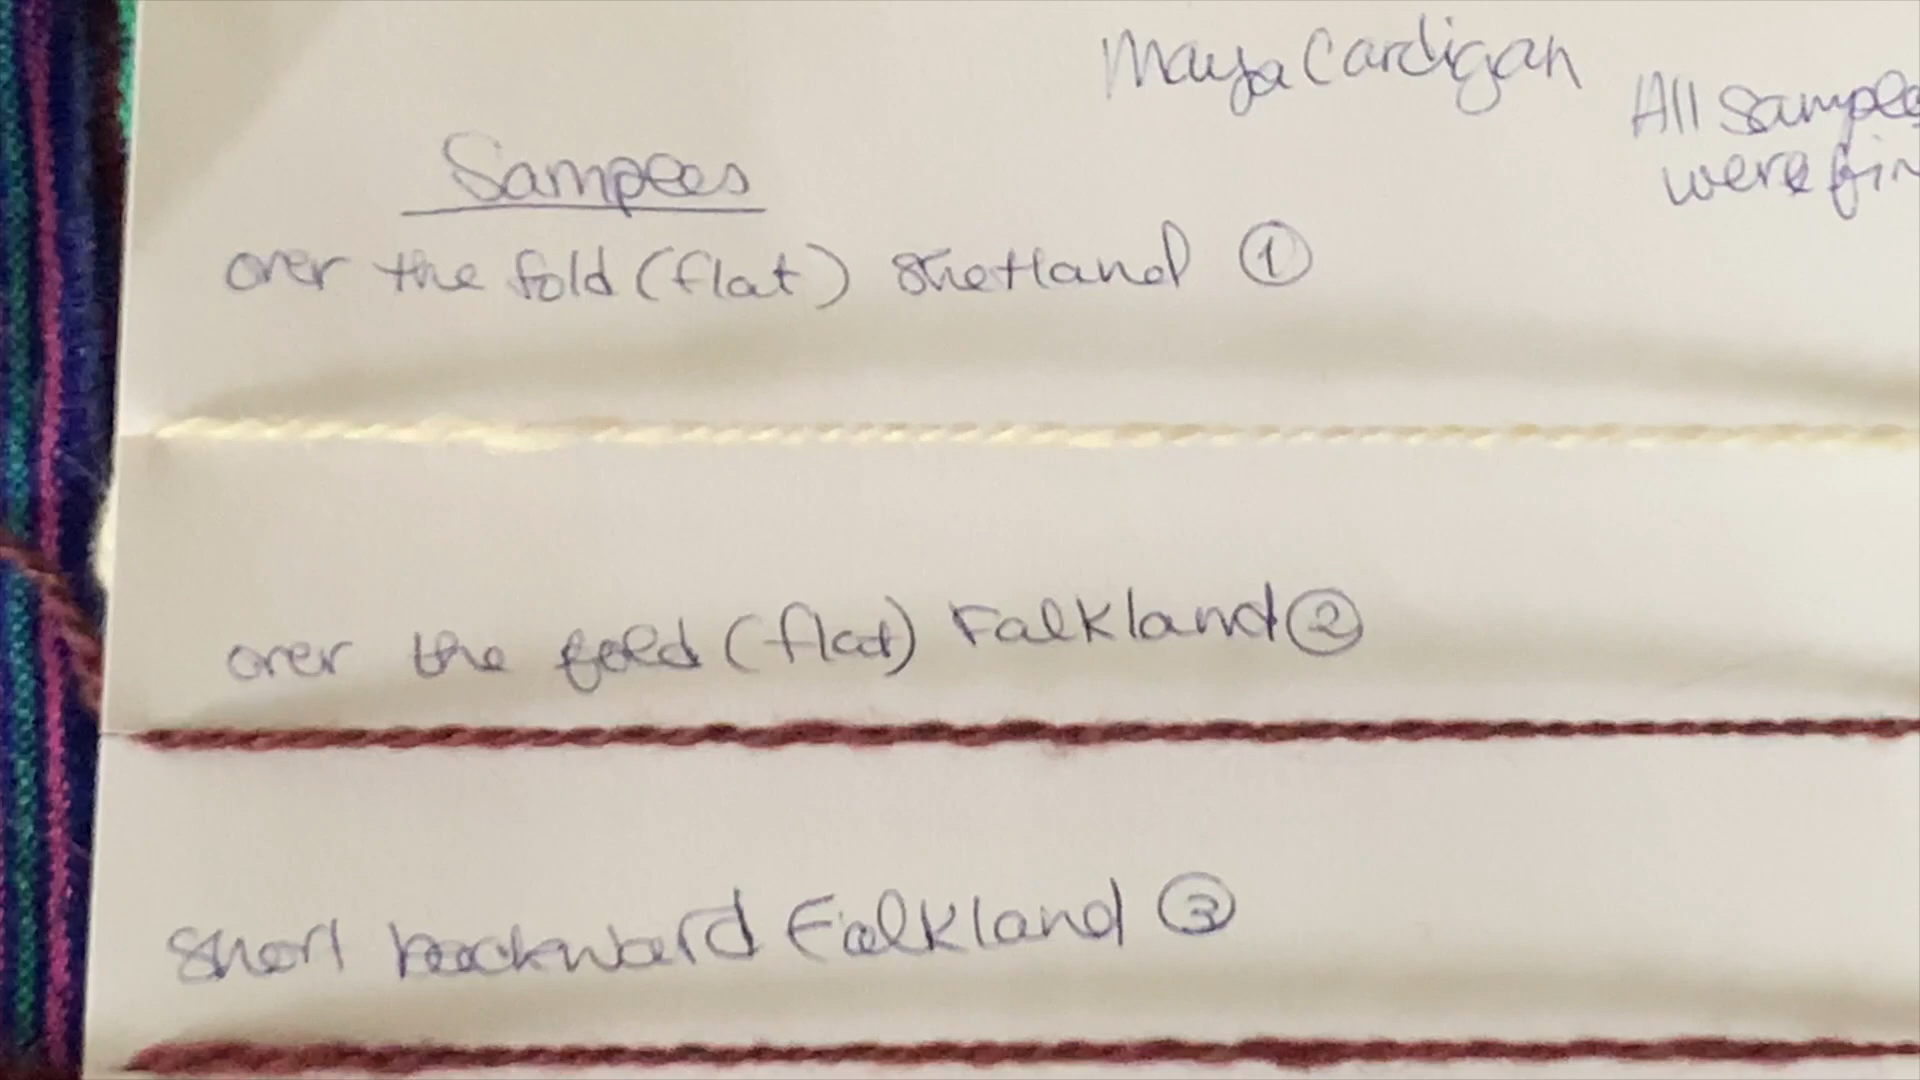 Maya Cardigan
All samples
were
Samples
over the fold (flat) Shetland ①
over the fold (flat) Falkland ②
short backward Falkland ③